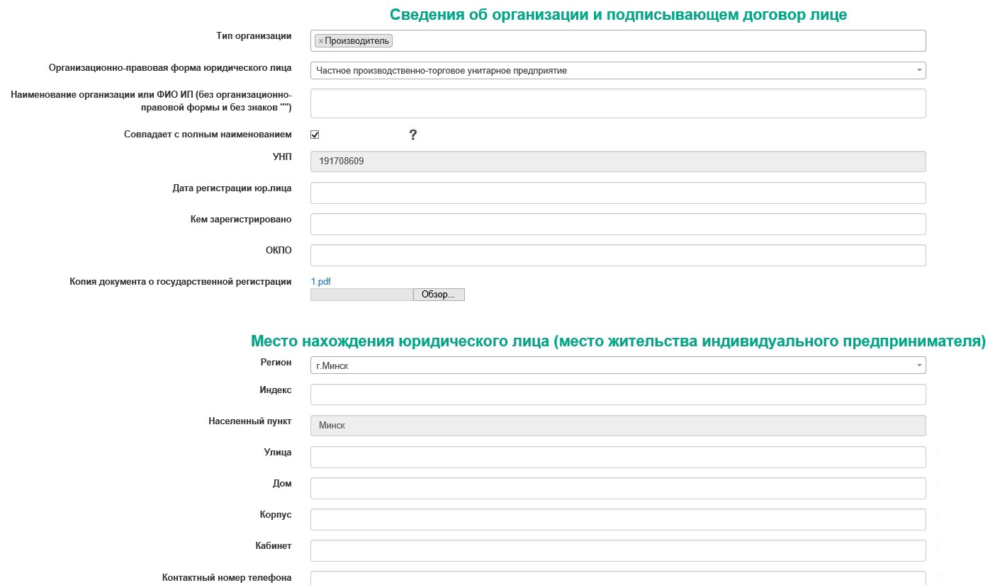 Сведения об организации и подписывающем договор лице
Тип организации
×Производитель
Организационно-правовая форма юридического лица
Частное производственно-торговое унитарное предприятие
Наименование организации или ФИО ИП (без организационно-
правовой формы и без знаков "")
Совпадает с полным наименованием
?
УНП
191708609
Дата регистрации юр.лица
Кем зарегистрировано
ОКПО
Копия документа о государственной регистрации
1.pdf
Обзор...
Место нахождения юридического лица (место жительства индивидуального предпринимателя)
Регион
г.Минск
Индекс
Населенный пункт
Минск
Улица
Дом
Корпус
Кабинет
Контактный номер телефона